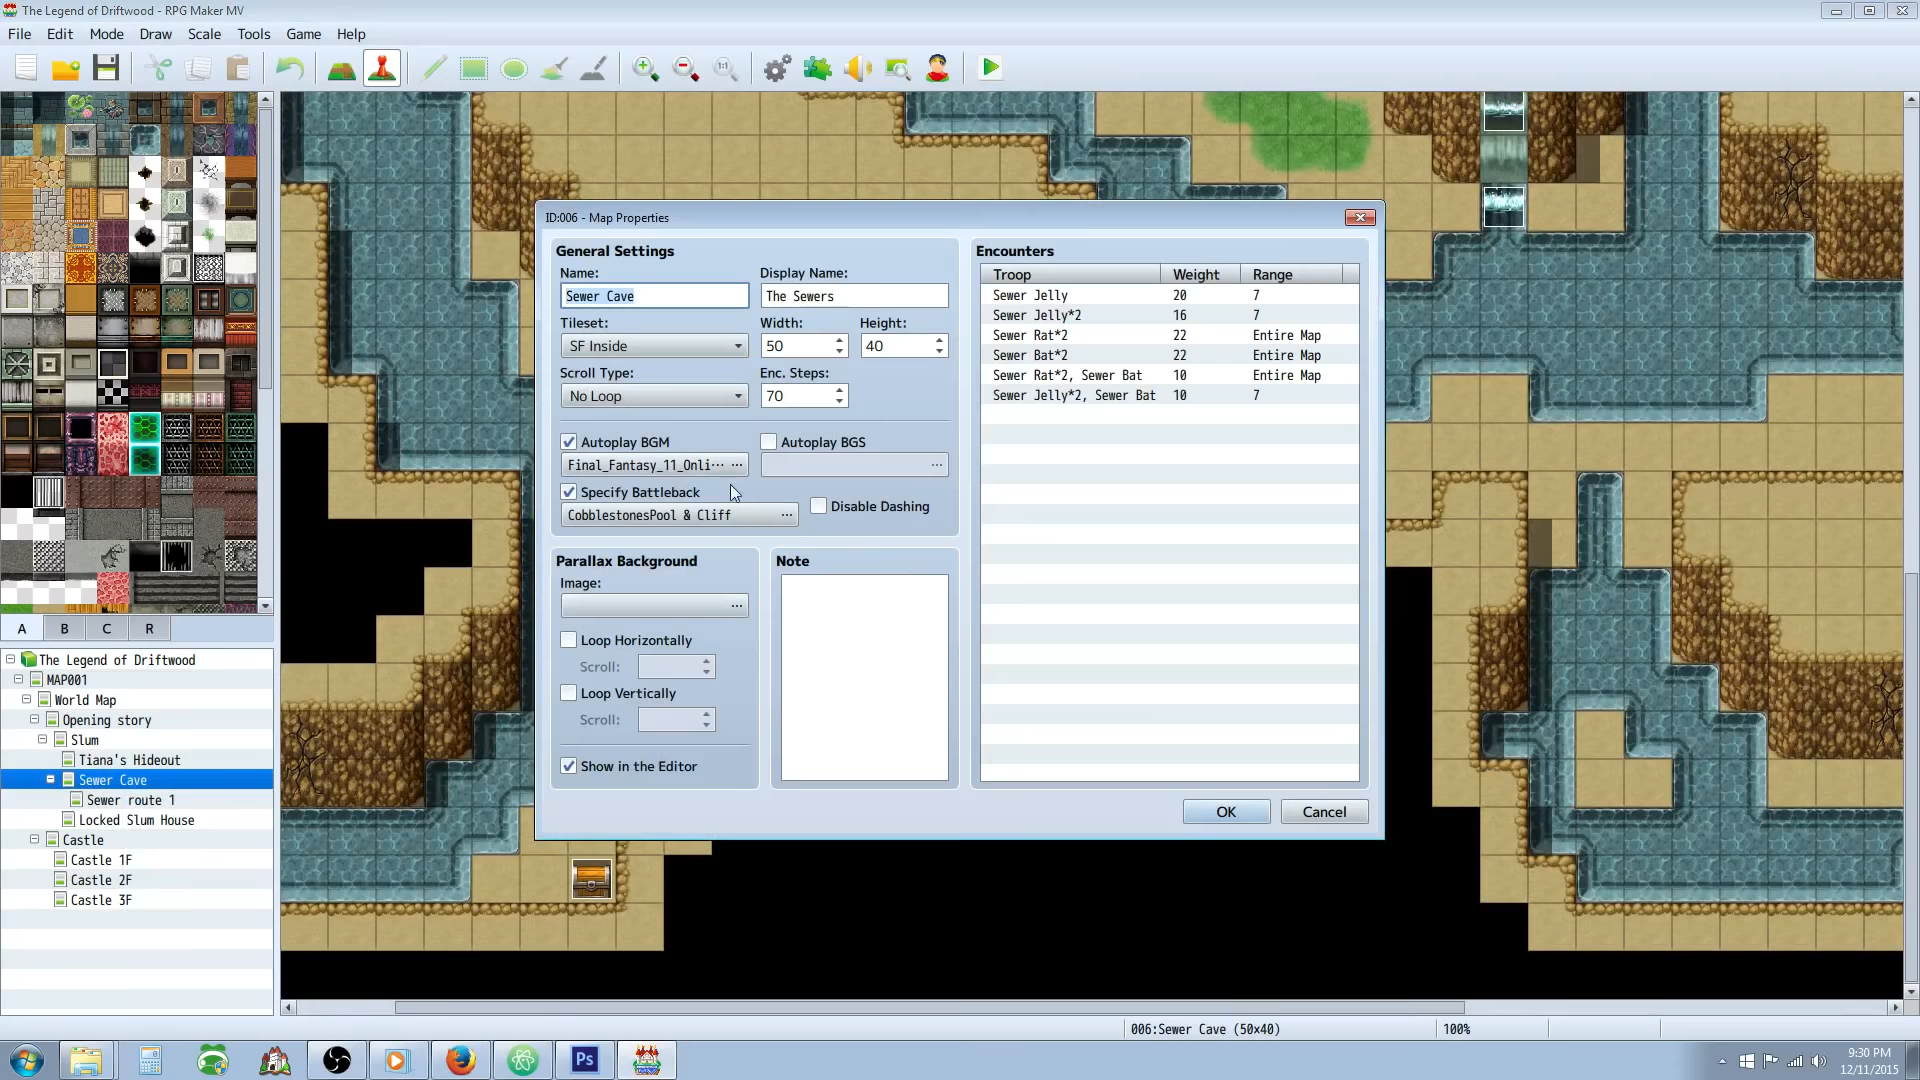 The Legend of Driftwood - RPG Maker MV
File Edit Mode Draw Scale Tools Game Help
1:1
A B C R
The Legend of Driftwood
MAP001
World Map
Opening story
Slum
Tiana's Hideout
Sewer Cave
Sewer route 1
Locked Slum House
Castle
Castle 1F
Castle 2F
Castle 3F
ID:006 - Map Properties
General Settings
Name: Display Name:
Sewer Cave The Sewers
Tileset: Width: Height:
SF Inside 50 40
Scroll Type: Enc. Steps:
No Loop 70
Autoplay BGM Autoplay BGS
Final_Fantasy_11_Onli... ... ...
Specify Battleback
Disable Dashing
CobblestonesPool & Cliff ...
Parallax Background
Image:
...
Loop Horizontally
Scroll:
Loop Vertically
Scroll:
Show in the Editor
Note
Encounters
Troop Weight Range
Sewer Jelly 20 7
Sewer Jelly*2 16 7
Sewer Rat*2 22 Entire Map
Sewer Bat*2 22 Entire Map
Sewer Rat*2, Sewer Bat 10 Entire Map
Sewer Jelly*2, Sewer Bat 10 7
OK Cancel
006:Sewer Cave (50x40) 100%
Ps
9:30 PM
12/11/2015